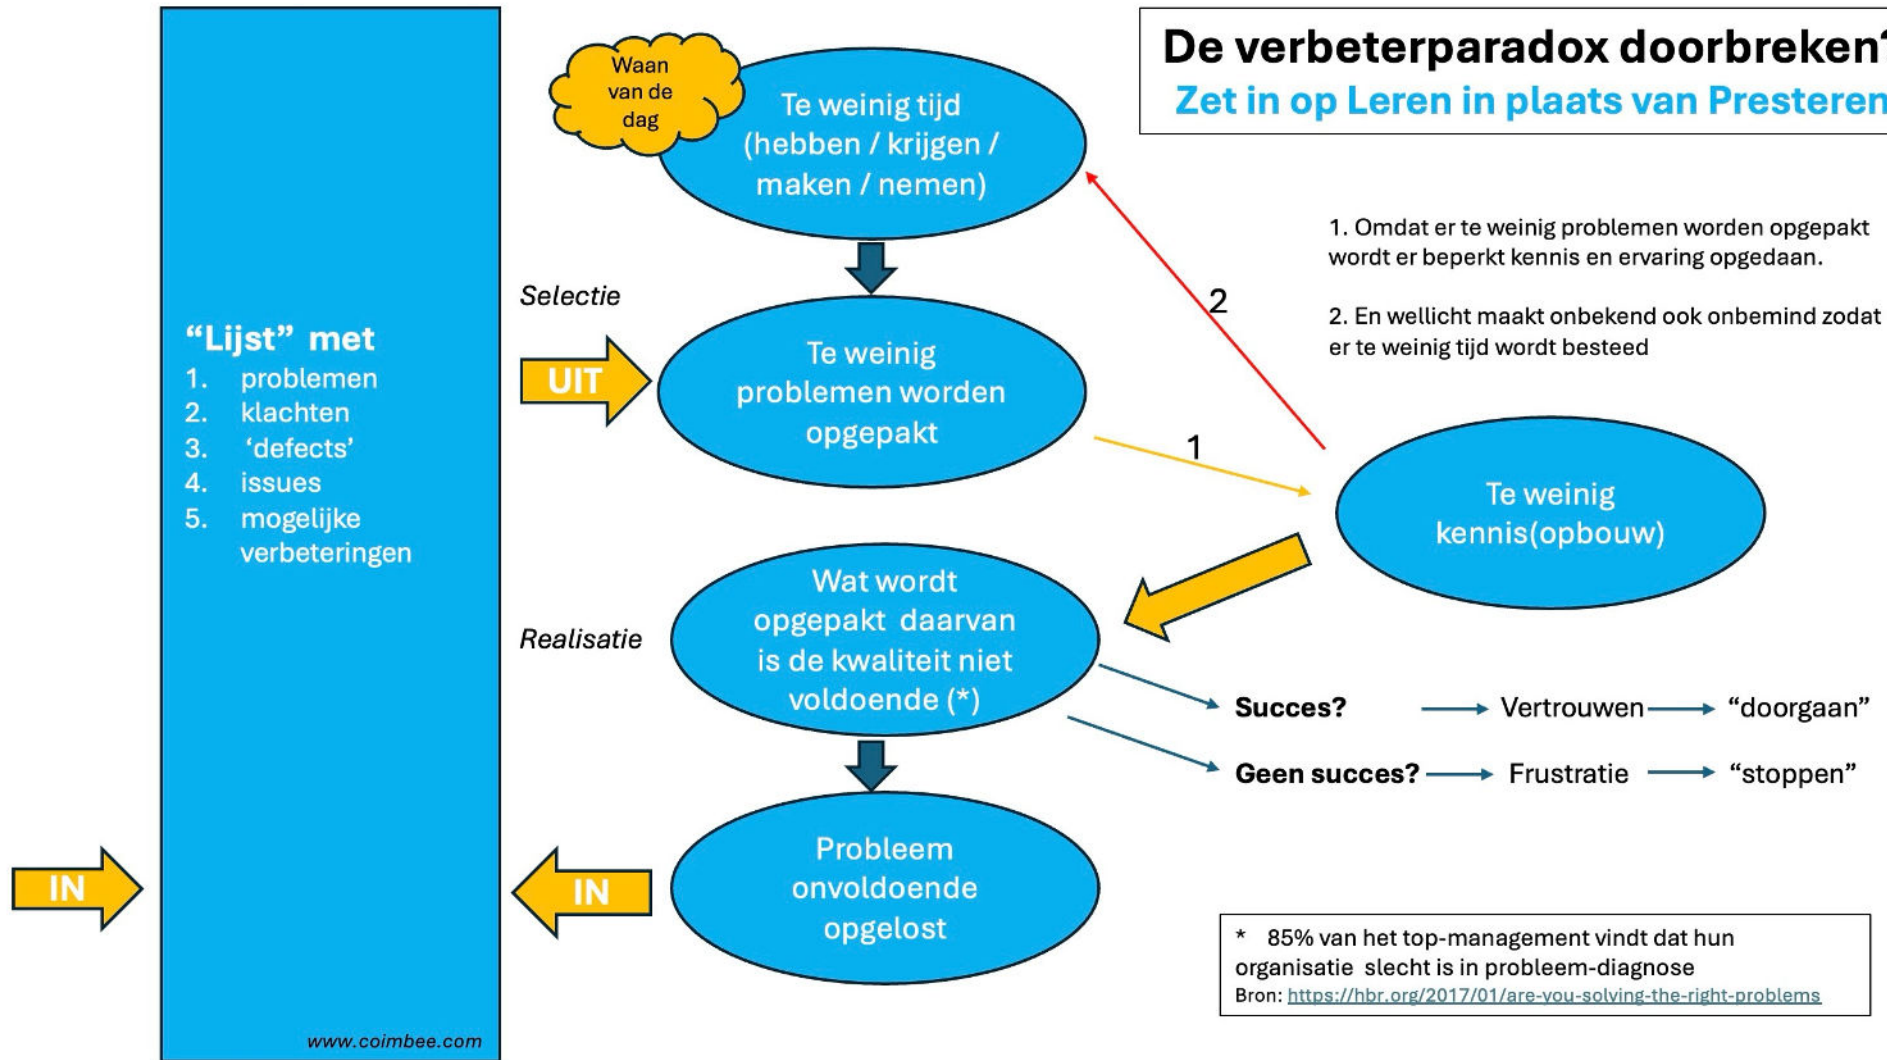 De verbeterparadox doorbreken?
Zet in op Leren in plaats van Presteren
Waan
van de
dag
Te weinig tijd
(hebben / krijgen /
maken / nemen)
1. Omdat er te weinig problemen worden opgepakt
wordt er beperkt kennis en ervaring opgedaan.
2. En wellicht maakt onbekend ook onbemind zodat
er te weinig tijd wordt besteed
2
Selectie
“Lijst” met
1. problemen
2. klachten
3. ‘defects’
4. issues
5. mogelijke
verbeteringen
UIT
Te weinig
problemen worden
opgepakt
1
Te weinig
kennis(opbouw)
Realisatie
Wat wordt
opgepakt daarvan
is de kwaliteit niet
voldoende (*)
Succes? Vertrouwen “doorgaan”
Geen succes? Frustratie “stoppen”
IN
IN
Probleem
onvoldoende
opgelost
* 85% van het top-management vindt dat hun
organisatie slecht is in probleem-diagnose
Bron: https://hbr.org/2017/01/are-you-solving-the-right-problems
www.coimbee.com